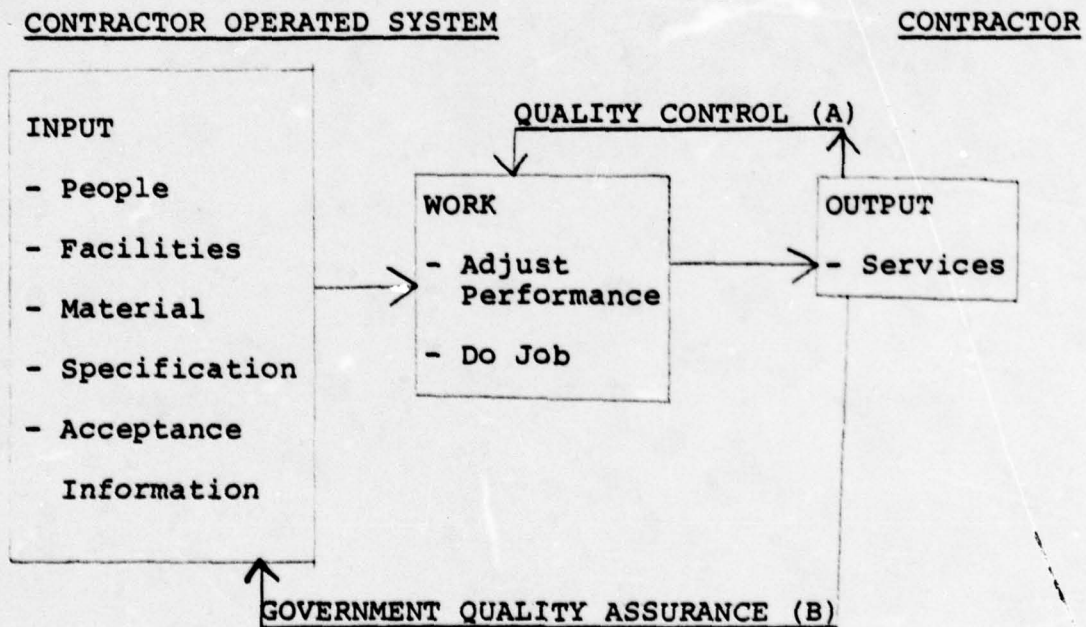 CONTRACTOR OPERATED SYSTEM
CONTRACTOR
INPUT
- People
- Facilities
- Material
- Specification
- Acceptance
Information
QUALITY CONTROL (A)
WORK
- Adjust
Performance
- Do Job
OUTPUT
- Services
GOVERNMENT QUALITY ASSURANCE (B)